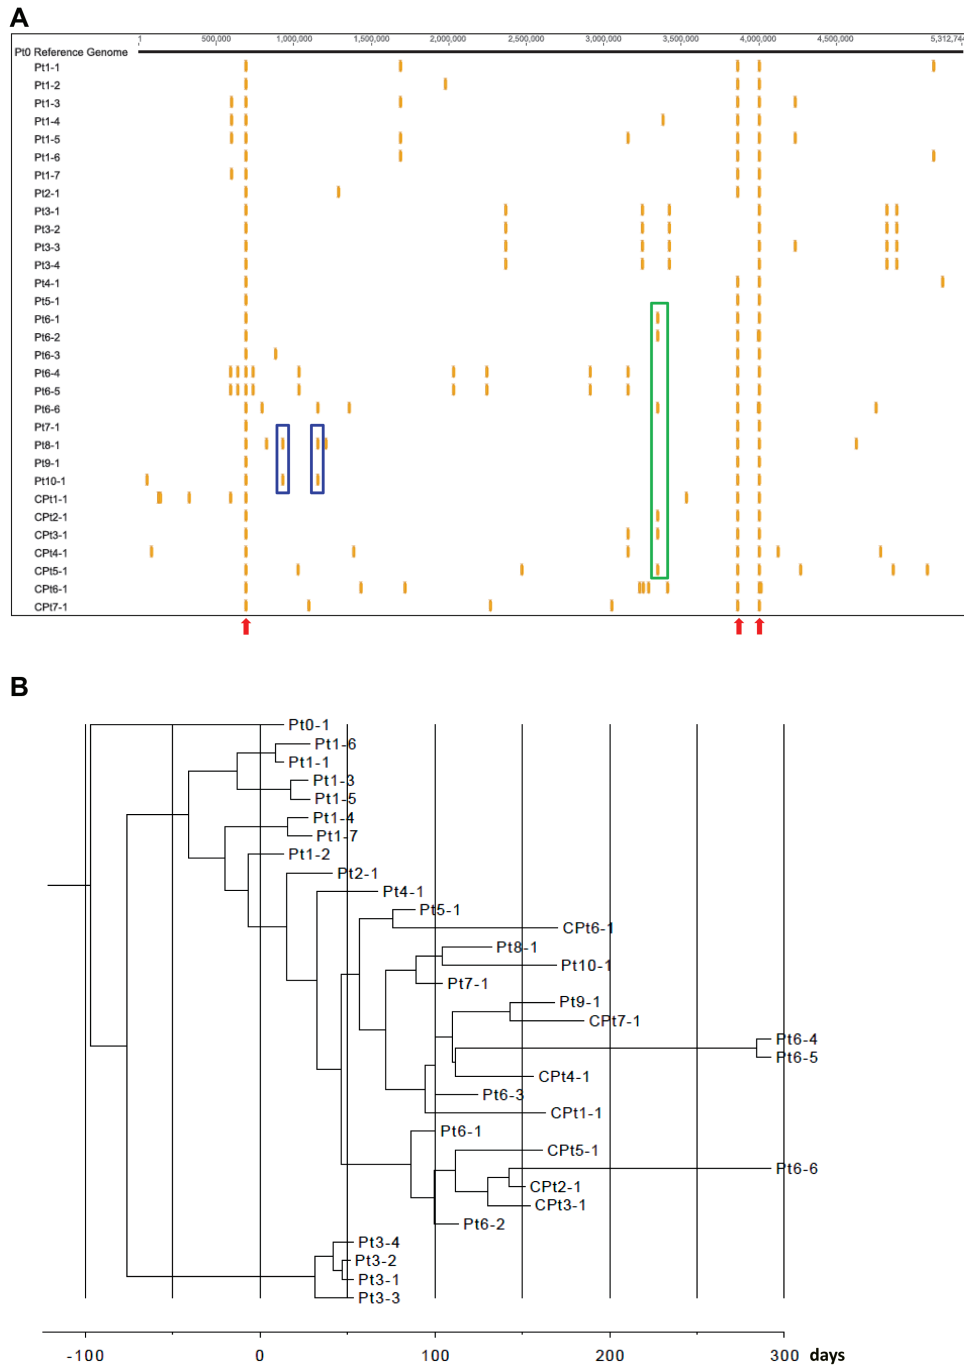 A
1 500,000 1,000,000 1,500,000 2,000,000 2,500,000 3,000,000 3,500,000 4,000,000 4,500,000 5,312,744
Pt0 Reference Genome
Pt1-1
Pt1-2
Pt1-3
Pt1-4
Pt1-5
Pt1-6
Pt1-7
Pt2-1
Pt3-1
Pt3-2
Pt3-3
Pt3-4
Pt4-1
Pt5-1
Pt6-1
Pt6-2
Pt6-3
Pt6-4
Pt6-5
Pt6-6
Pt7-1
Pt8-1
Pt9-1
Pt10-1
CPt1-1
CPt2-1
CPt3-1
CPt4-1
CPt5-1
CPt6-1
CPt7-1
B
Pt0-1
Pt1-6
Pt1-1
Pt1-3
Pt1-5
Pt1-4
Pt1-7
Pt1-2
Pt2-1
Pt4-1
Pt5-1
CPt6-1
Pt8-1
Pt10-1
Pt7-1
Pt9-1
CPt7-1
Pt6-4
Pt6-5
CPt4-1
Pt6-3
CPt1-1
Pt6-1
CPt5-1
Pt6-6
CPt2-1
CPt3-1
Pt6-2
Pt3-4
Pt3-2
Pt3-1
Pt3-3
-100 0 100 200 300 days